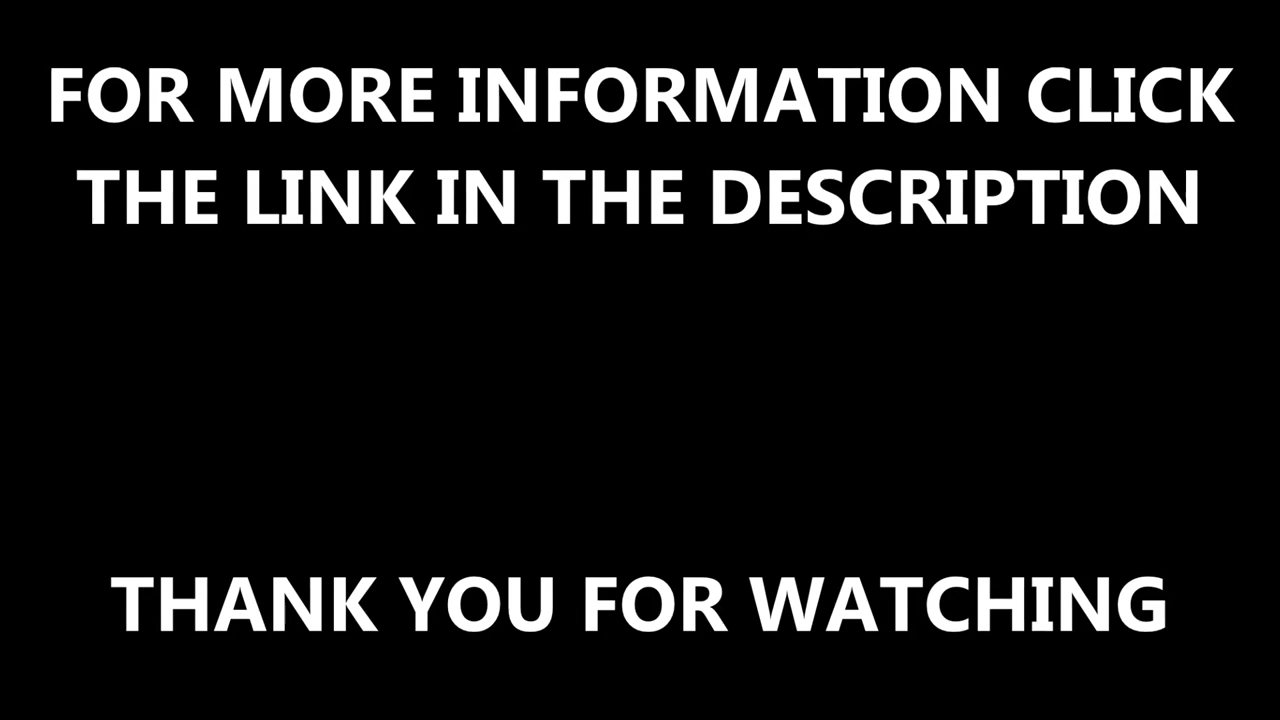 FOR MORE INFORMATION CLICK
THE LINK IN THE DESCRIPTION
THANK YOU FOR WATCHING